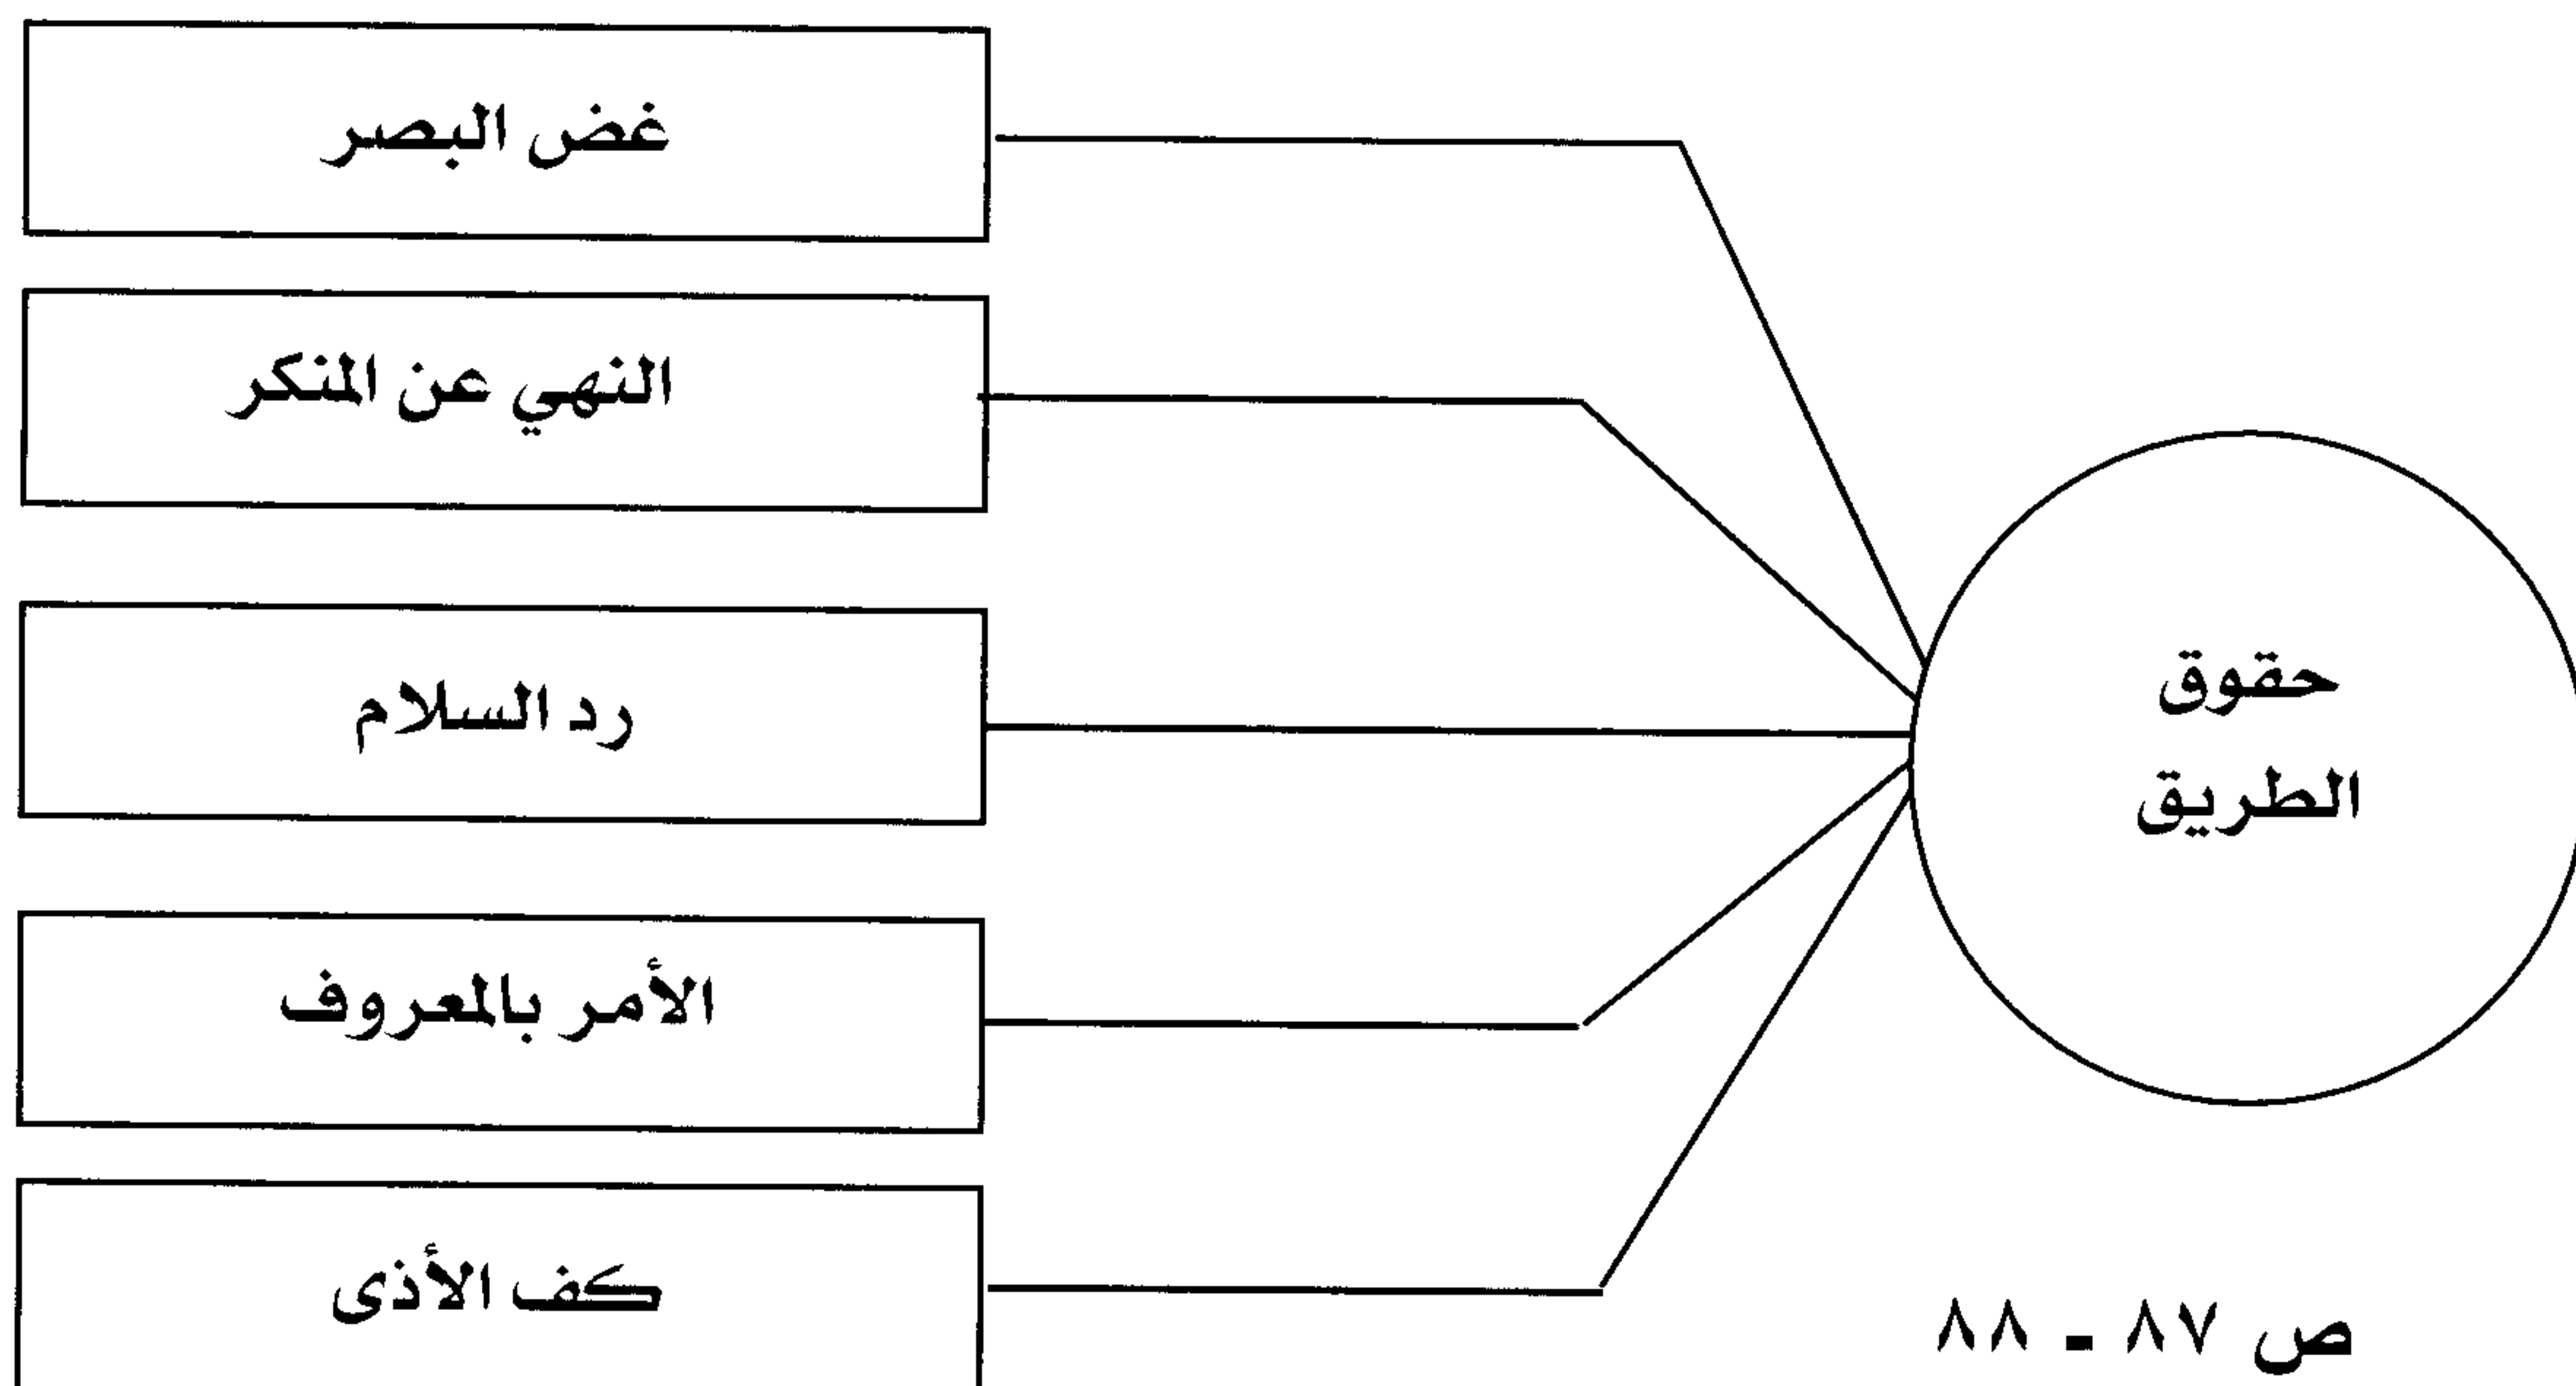 حقوق
الطريق
غض البصر
النهي عن المنكر
رد السلام
الأمر بالمعروف
كف الأذى
ص ٨٧ - ٨٨